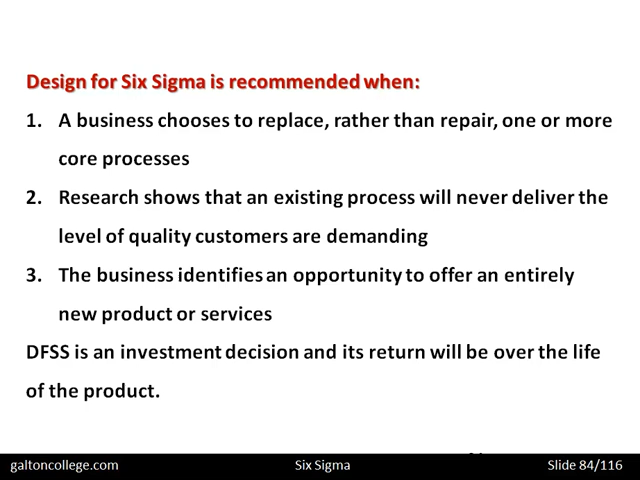 Design for Six Sigma is recommended when:
1. A business chooses to replace, rather than repair, one or more
core processes
2. Research shows that an existing process will never deliver the
level of quality customers are demanding
3. The business identifies an opportunity to offer an entirely
new product or services
DFSS is an investment decision and its return will be over the life
of the product.
galtoncollege.com Six Sigma Slide 84/116